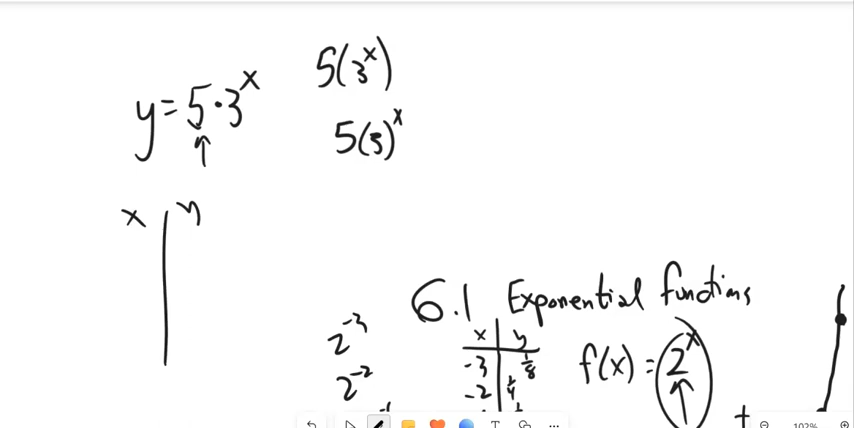 y = 5 · 3^x
5(3^x)
5(3)^x
x | y
6.1 Exponential functions
2^-3
2^-2
x | y
-3 | 1/8
-2 | 1/4
f(x) = 2^x
102%